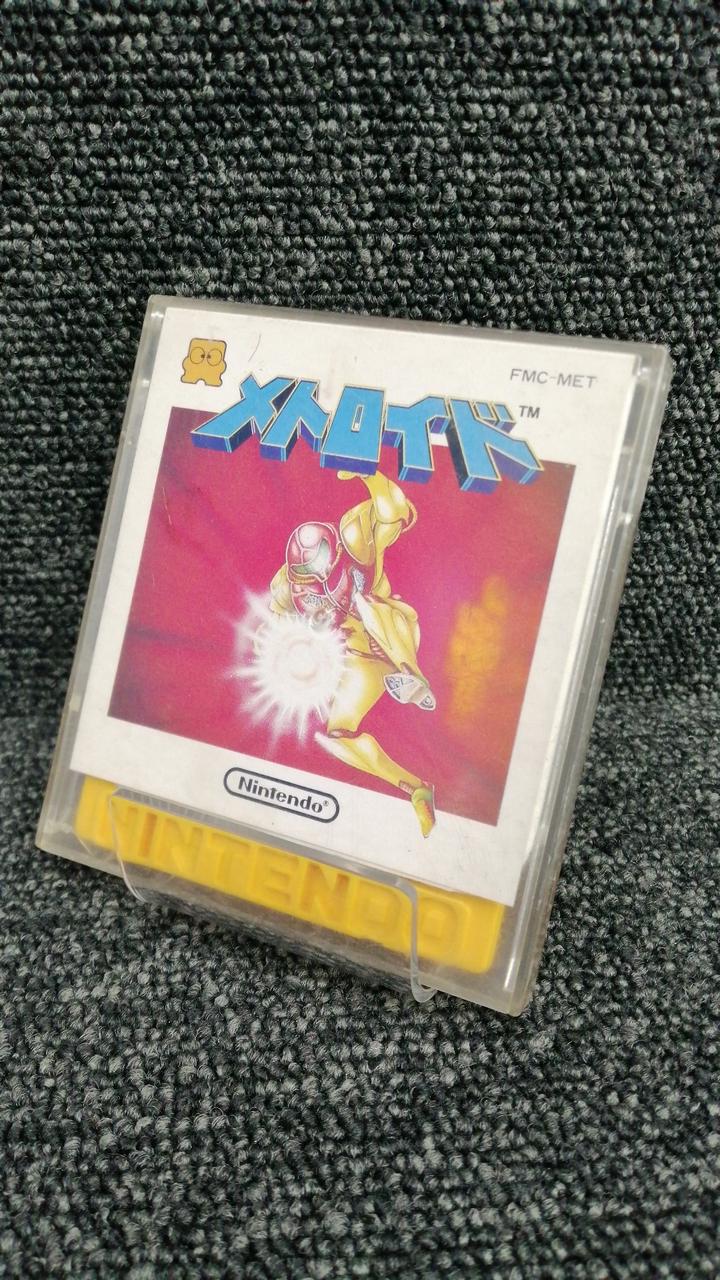 FMC-MET
メトロイド™
Nintendo®
NINTENDO